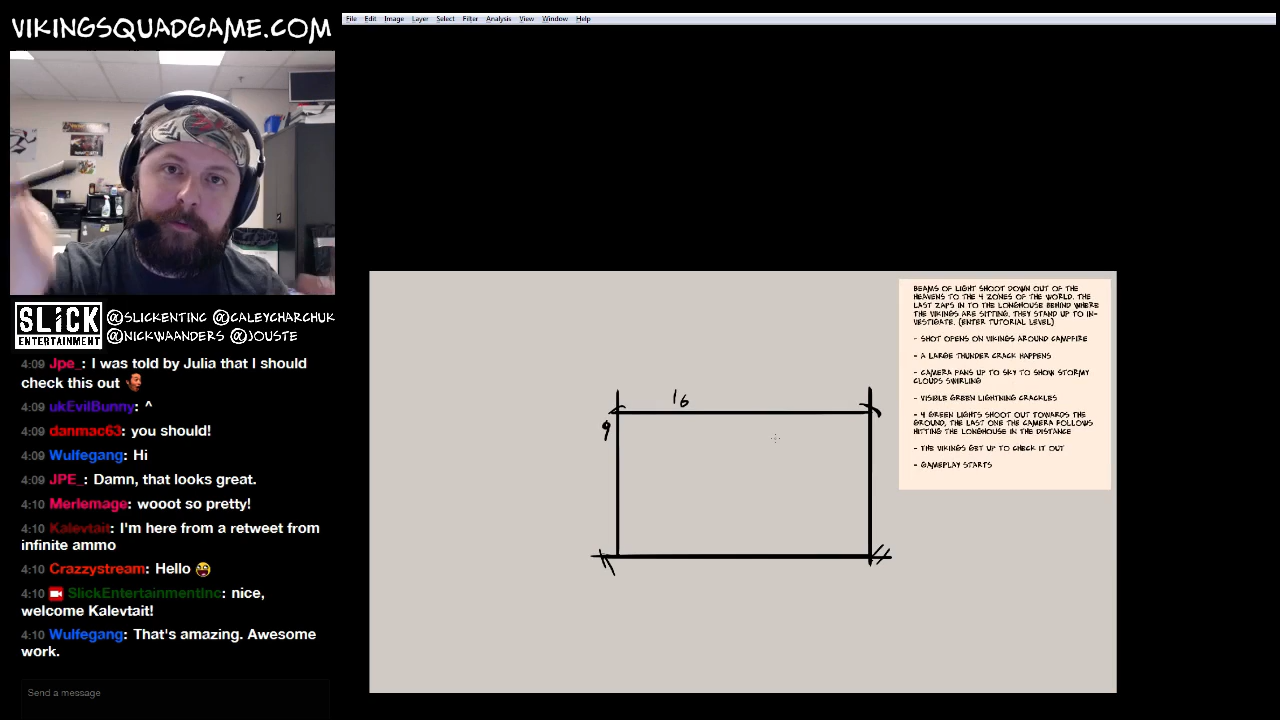 VIKINGSQUADGAME.COM
File Edit Image Layer Select Filter Analysis View Window Help
SLICK
ENTERTAINMENT
@SLICKENTINC @CALEYCHARCHUK
@NICKWAANDERS @JOUSTE
4:09 Jpe_: I was told by Julia that I should
check this out
4:09 ukEvilBunny: ^
4:09 danmac63: you should!
4:09 Wulfegang: Hi
4:09 JPE_: Damn, that looks great.
4:10 Merlemage: wooot so pretty!
4:10 Kalevtait: I'm here from a retweet from
infinite ammo
4:10 Crazzystream: Hello
4:10 SlickEntertainmentInc: nice,
welcome Kalevtait!
4:10 Wulfegang: That's amazing. Awesome
work.
Send a message
16
9
BEAMS OF LIGHT SHOOT DOWN OUT OF THE
HEAVENS TO THE 4 ZONES OF THE WORLD. THE
LAST ZAPS IN TO THE LONGHOUSE BEHIND WHERE
THE VIKINGS ARE SITTING. THEY STAND UP TO IN-
VESTIGATE. (ENTER TUTORIAL LEVEL)
- SHOT OPENS ON VIKINGS AROUND CAMPFIRE
- A LARGE THUNDER CRACK HAPPENS
- CAMERA PANS UP TO SKY TO SHOW STORMY
CLOUDS SWIRLING
- VISIBLE GREEN LIGHTNING CRACKLES
- 4 GREEN LIGHTS SHOOT OUT TOWARDS THE
GROUND, THE LAST ONE THE CAMERA FOLLOWS
HITTING THE LONGHOUSE IN THE DISTANCE
- THE VIKINGS GET UP TO CHECK IT OUT
- GAMEPLAY STARTS